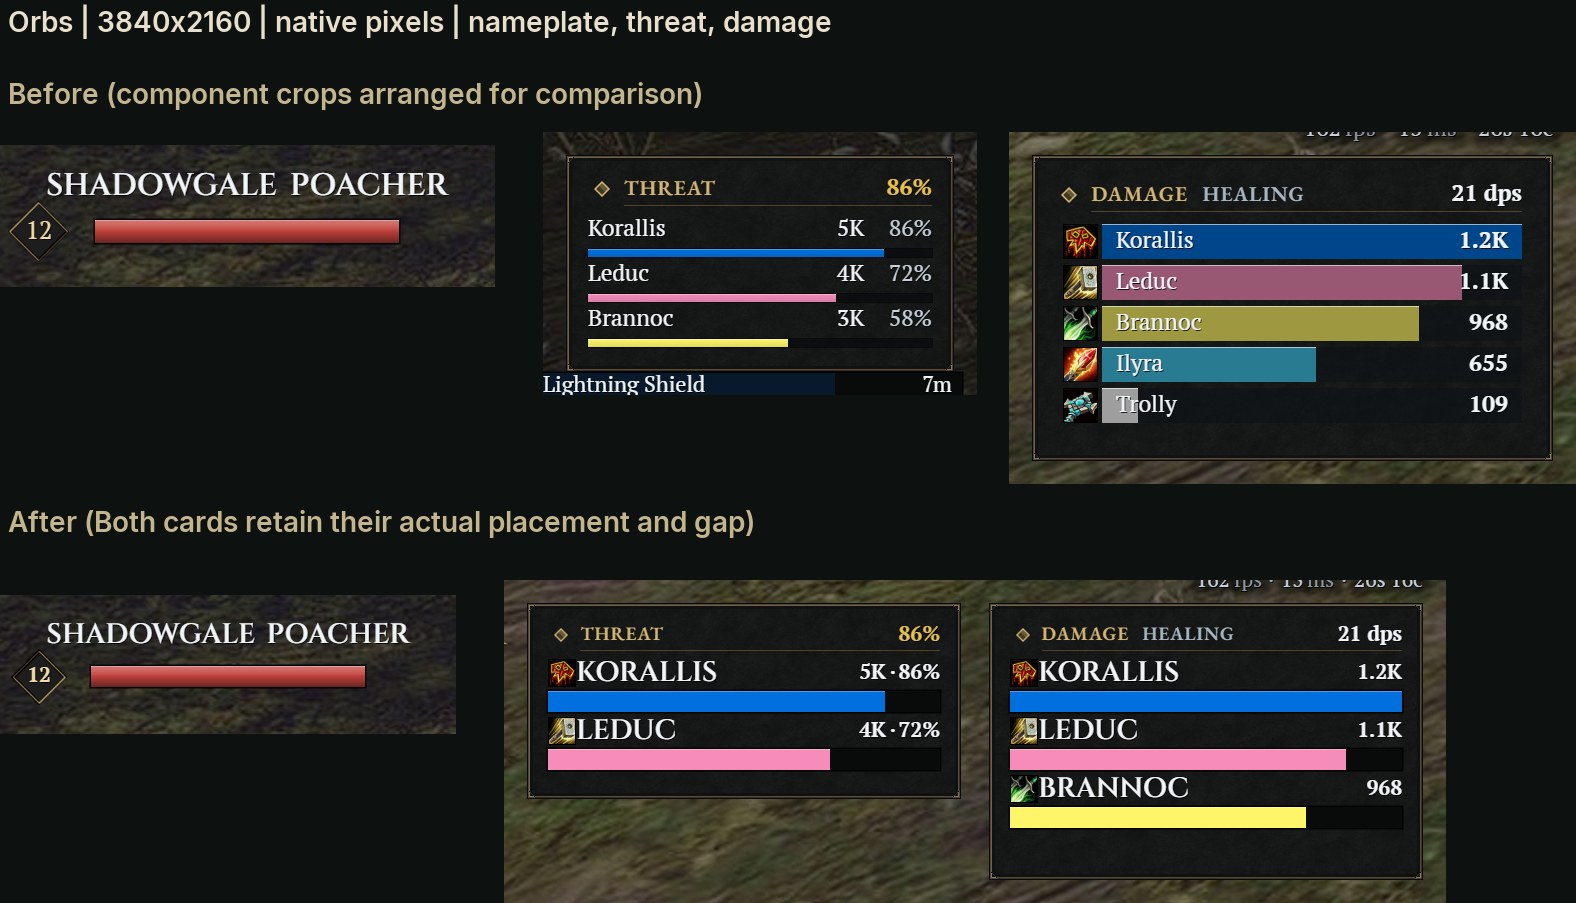 Orbs | 3840x2160 | native pixels | nameplate, threat, damage
Before (component crops arranged for comparison)
SHADOWGALE POACHER
12
THREAT 86%
Korallis 5K 86%
Leduc 4K 72%
Brannoc 3K 58%
Lightning Shield 7m
DAMAGE HEALING 21 dps
Korallis 1.2K
Leduc 1.1K
Brannoc 968
Ilyra 655
Trolly 109
After (Both cards retain their actual placement and gap)
SHADOWGALE POACHER
12
THREAT 86%
KORALLIS 5K·86%
LEDUC 4K·72%
DAMAGE HEALING 21 dps
KORALLIS 1.2K
LEDUC 1.1K
BRANNOC 968